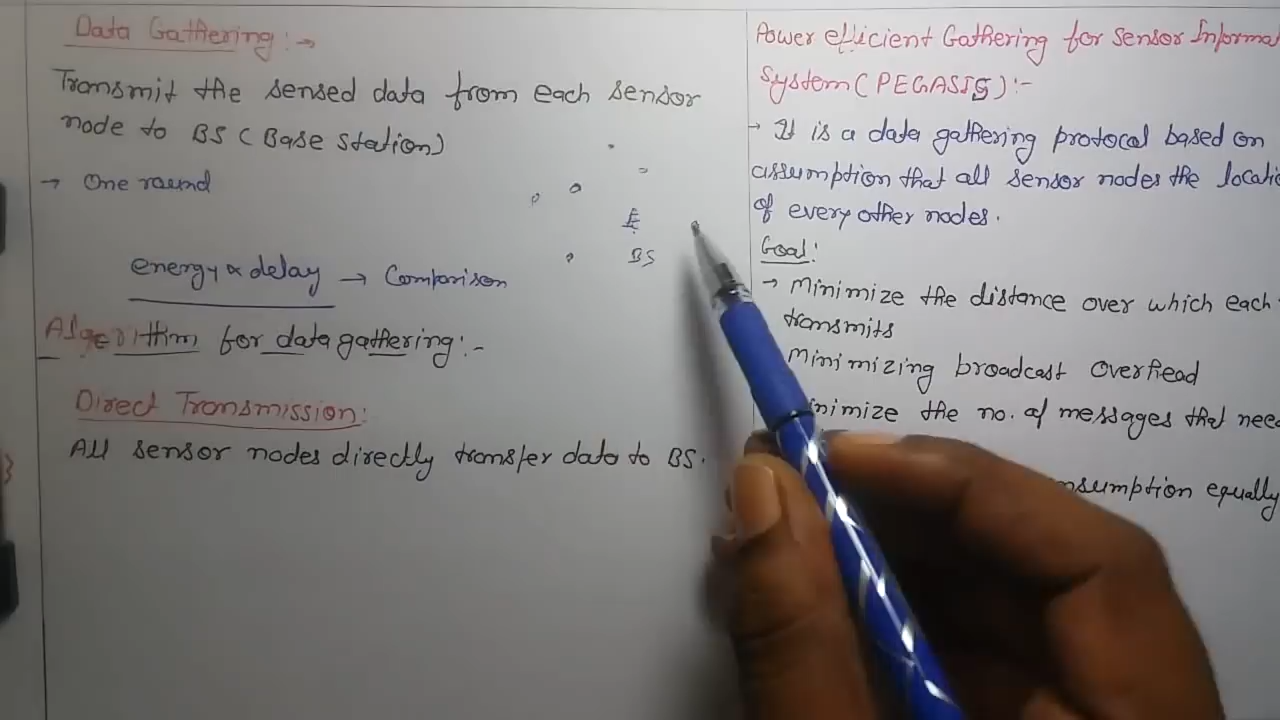 Data Gathering:→
Transmit the sensed data from each sensor
node to BS (Base station)
→ One round
BS
energy & delay → Comparison
Algorithm for data gathering:-
Direct Transmission:
All sensor nodes directly transfer data to BS.
Power efficient Gathering for sensor Informat
System (PEGASIS):-
→ It is a data gathering protocal based on
assumption that all sensor nodes the locati
of every other nodes.
Goal:
→ Minimize the distance over which each
transmits
Minimizing broadcast overhead
nimize the no. of messages that need
nsumption equally